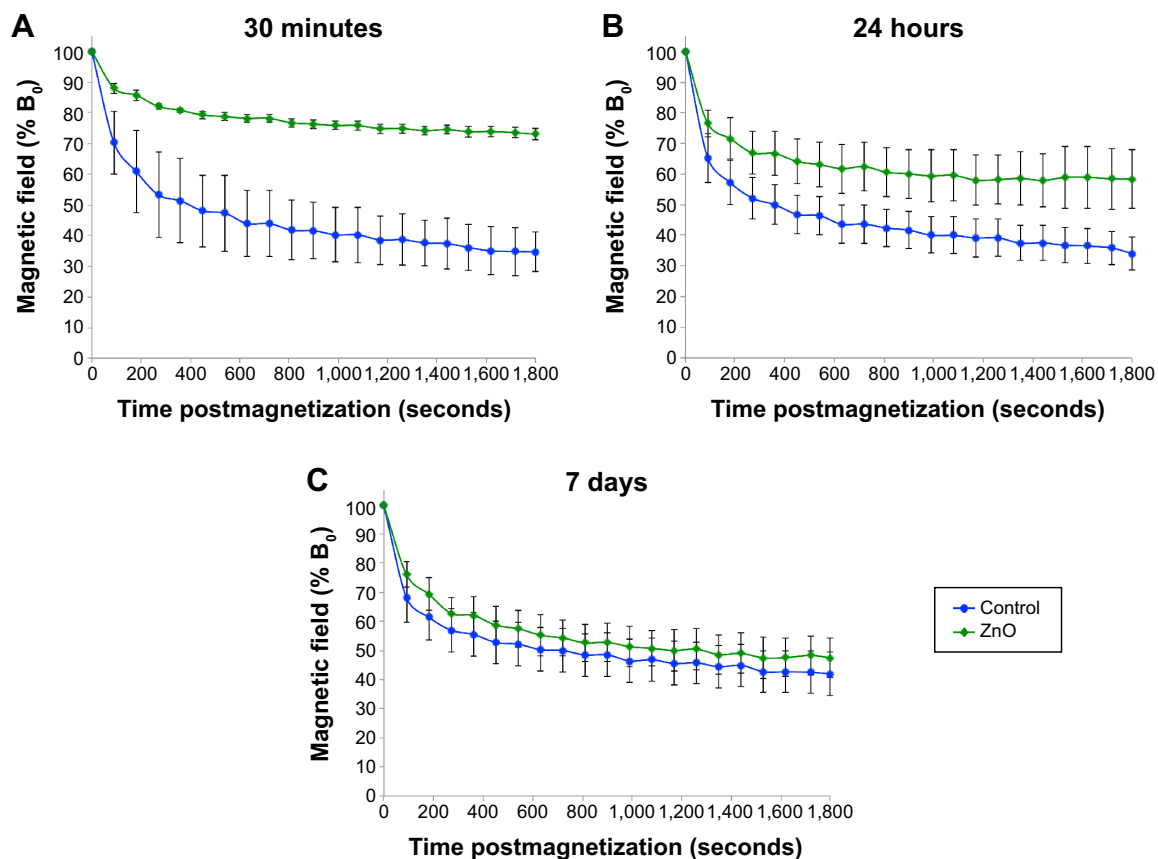 A
30 minutes
Magnetic field (% B0)
100
90
80
70
60
50
40
30
20
10
0
0 200 400 600 800 1,000 1,200 1,400 1,600 1,800
Time postmagnetization (seconds)
B
24 hours
Magnetic field (% B0)
100
90
80
70
60
50
40
30
20
10
0
0 200 400 600 800 1,000 1,200 1,400 1,600 1,800
Time postmagnetization (seconds)
C
7 days
Magnetic field (% B0)
100
90
80
70
60
50
40
30
20
10
0
0 200 400 600 800 1,000 1,200 1,400 1,600 1,800
Time postmagnetization (seconds)
Control
ZnO